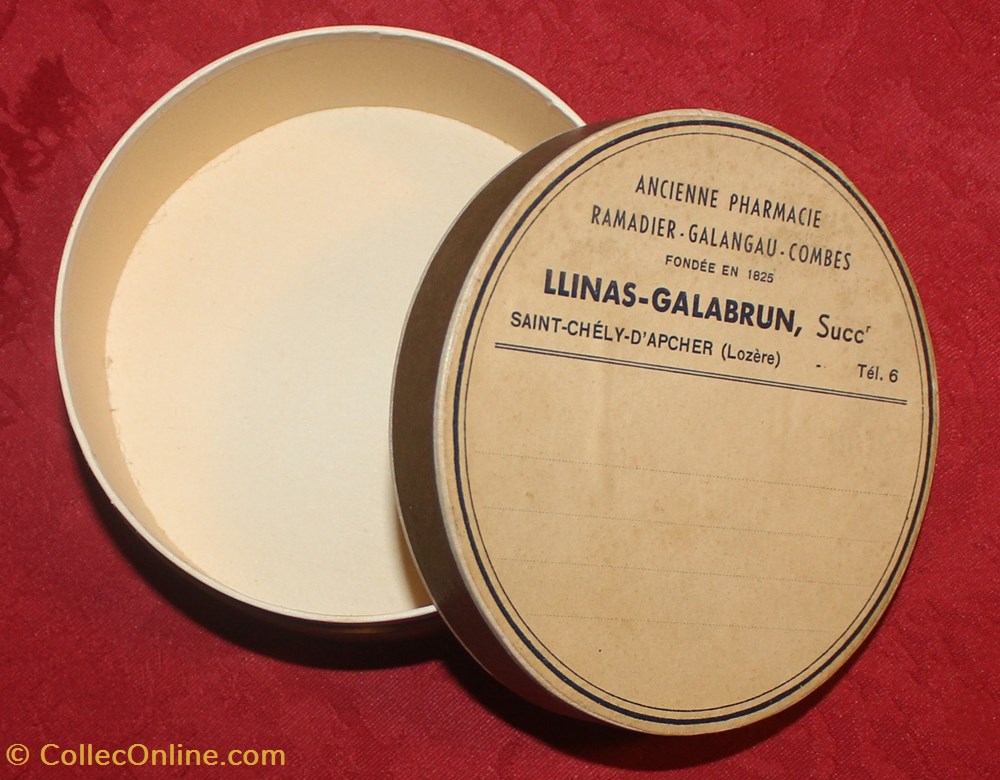 ANCIENNE PHARMACIE
RAMADIER-GALANGAU-COMBES
FONDÉE EN 1825
LLINAS-GALABRUN, Succʳ
SAINT-CHÉLY-D'APCHER (Lozère) - Tél. 6
© CollecOnline.com